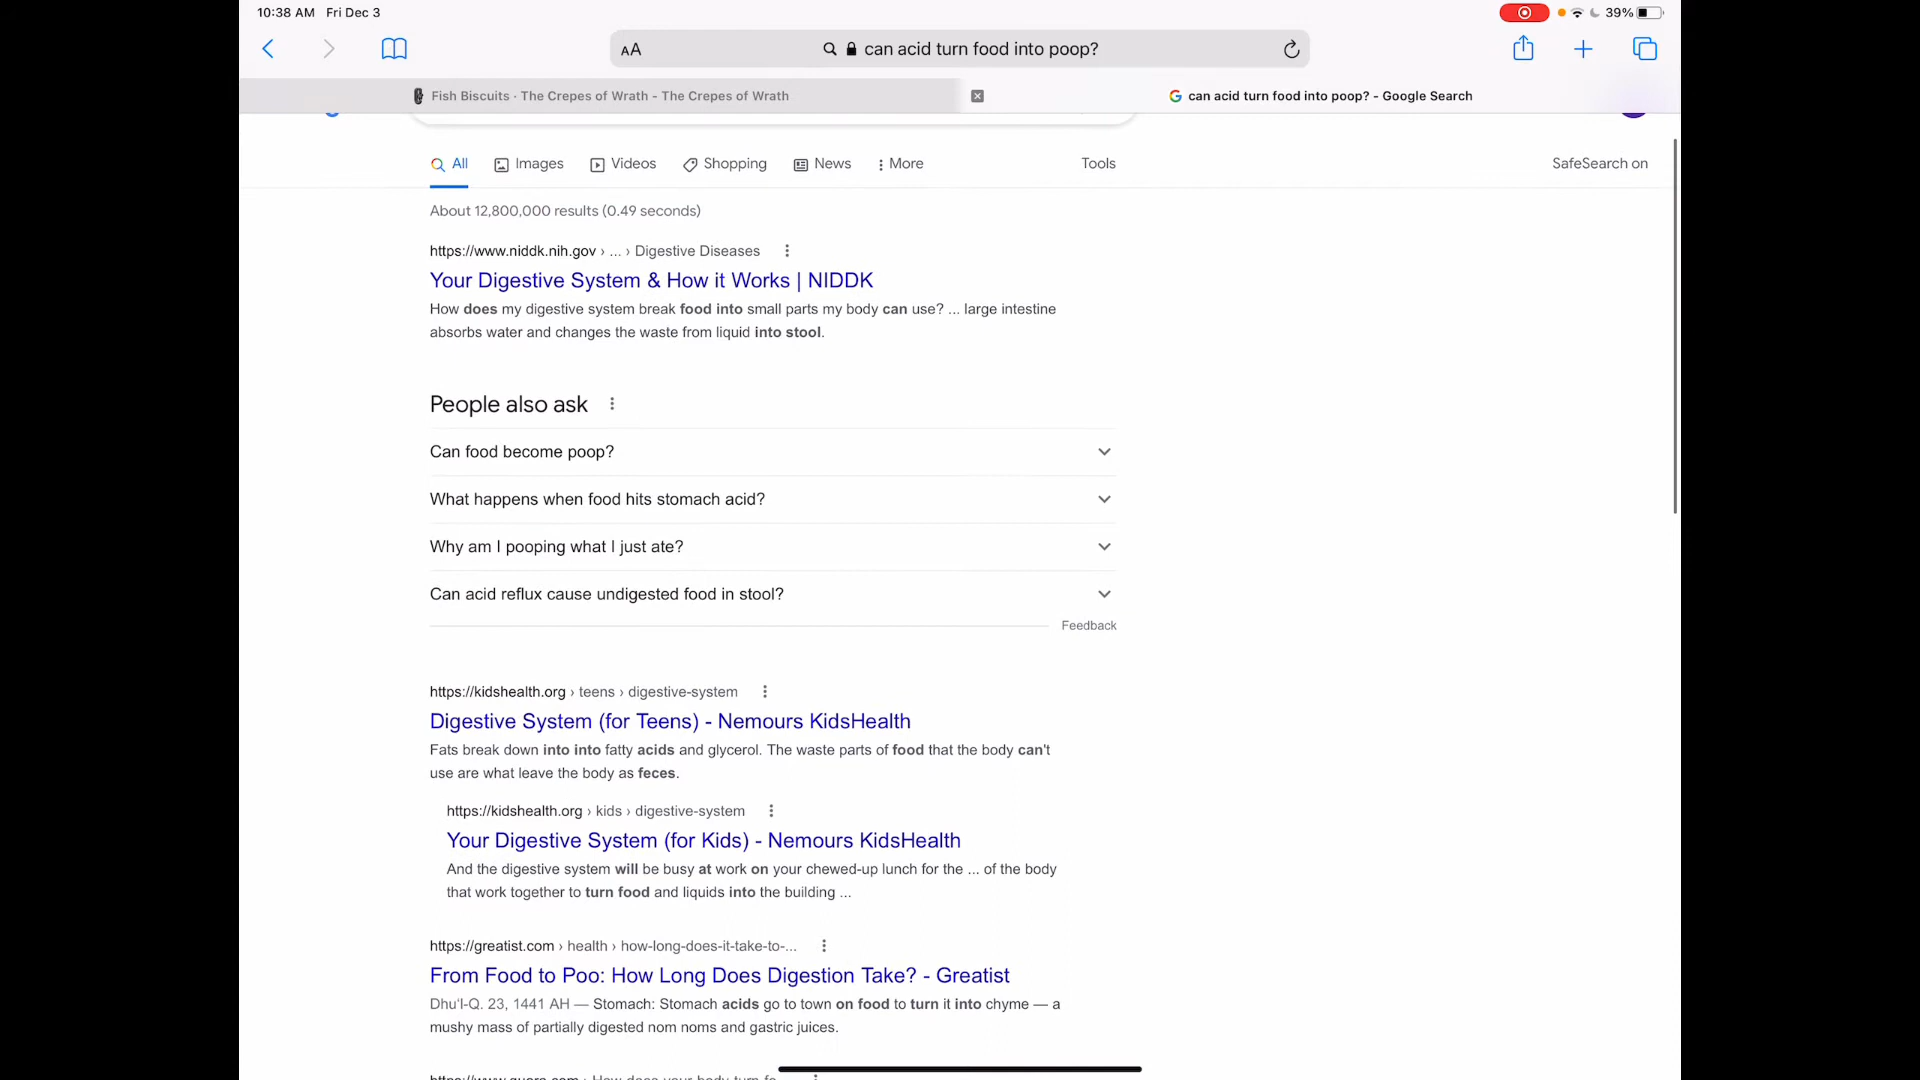 10:38 AM Fri Dec 3
39%
AA can acid turn food into poop?
Fish Biscuits · The Crepes of Wrath - The Crepes of Wrath
can acid turn food into poop? - Google Search
All Images Videos Shopping News More Tools SafeSearch on
About 12,800,000 results (0.49 seconds)
https://www.niddk.nih.gov › ... › Digestive Diseases
Your Digestive System & How it Works | NIDDK
How does my digestive system break food into small parts my body can use? ... large intestine
absorbs water and changes the waste from liquid into stool.
People also ask
Can food become poop?
What happens when food hits stomach acid?
Why am I pooping what I just ate?
Can acid reflux cause undigested food in stool?
Feedback
https://kidshealth.org › teens › digestive-system
Digestive System (for Teens) - Nemours KidsHealth
Fats break down into into fatty acids and glycerol. The waste parts of food that the body can't
use are what leave the body as feces.
https://kidshealth.org › kids › digestive-system
Your Digestive System (for Kids) - Nemours KidsHealth
And the digestive system will be busy at work on your chewed-up lunch for the ... of the body
that work together to turn food and liquids into the building ...
https://greatist.com › health › how-long-does-it-take-to-...
From Food to Poo: How Long Does Digestion Take? - Greatist
Dhuʻl-Q. 23, 1441 AH — Stomach: Stomach acids go to town on food to turn it into chyme — a
mushy mass of partially digested nom noms and gastric juices.
https://www.quora.com › How does your body turn fo...